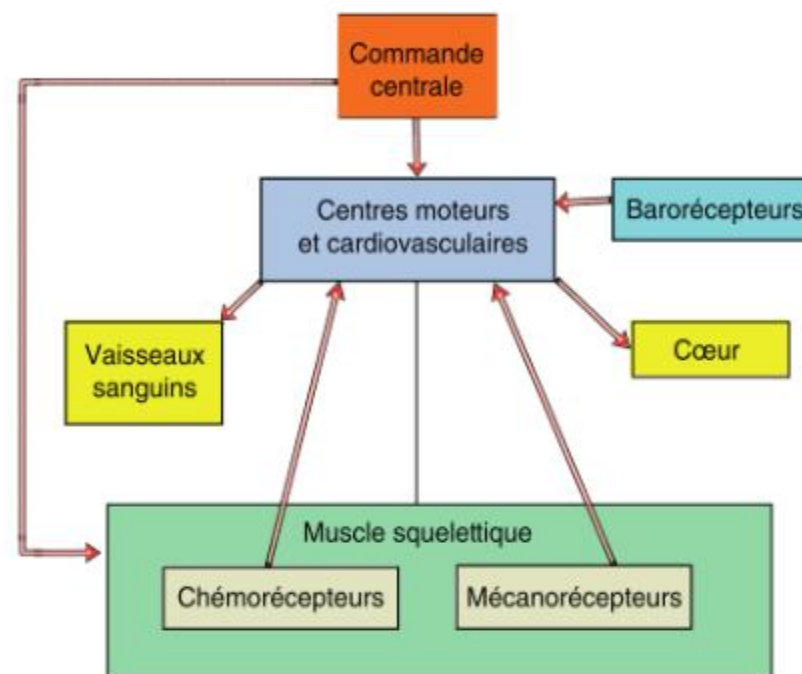 Commande
centrale
Centres moteurs
et cardiovasculaires
Barorécepteurs
Vaisseaux
sanguins
Cœur
Muscle squelettique
Chémorécepteurs
Mécanorécepteurs